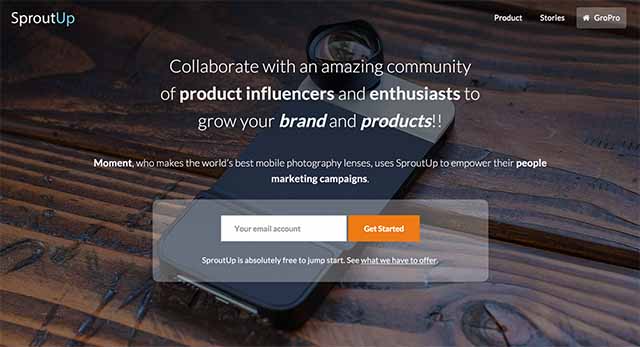 SproutUp
Product Stories GroPro
Collaborate with an amazing community
of product influencers and enthusiasts to
grow your brand and products!!
Moment, who makes the world's best mobile photography lenses, uses SproutUp to empower their people
marketing campaigns.
Your email account Get Started
SproutUp is absolutely free to jump start. See what we have to offer.